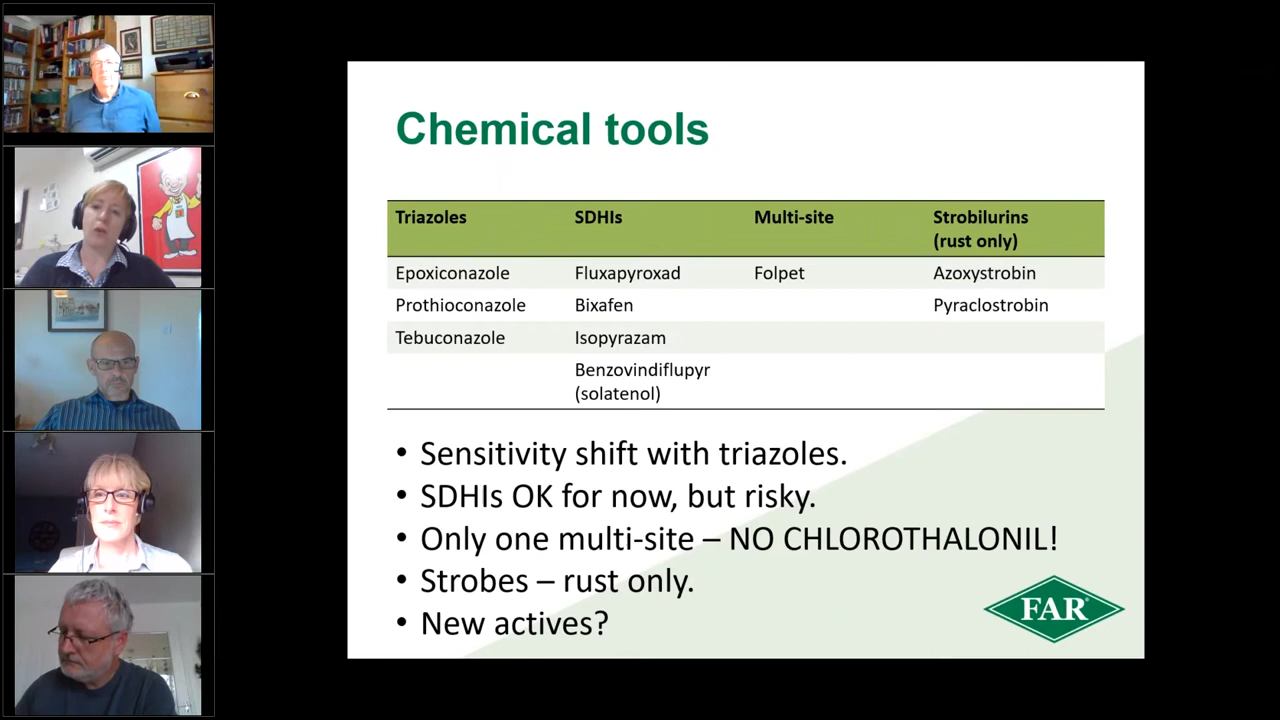 Chemical tools
Triazoles SDHIs Multi-site Strobilurins
(rust only)
Epoxiconazole Fluxapyroxad Folpet Azoxystrobin
Prothioconazole Bixafen Pyraclostrobin
Tebuconazole Isopyrazam
Benzovindiflupyr
(solatenol)
• Sensitivity shift with triazoles.
• SDHIs OK for now, but risky.
• Only one multi-site – NO CHLOROTHALONIL!
• Strobes – rust only.
• New actives?
FAR®